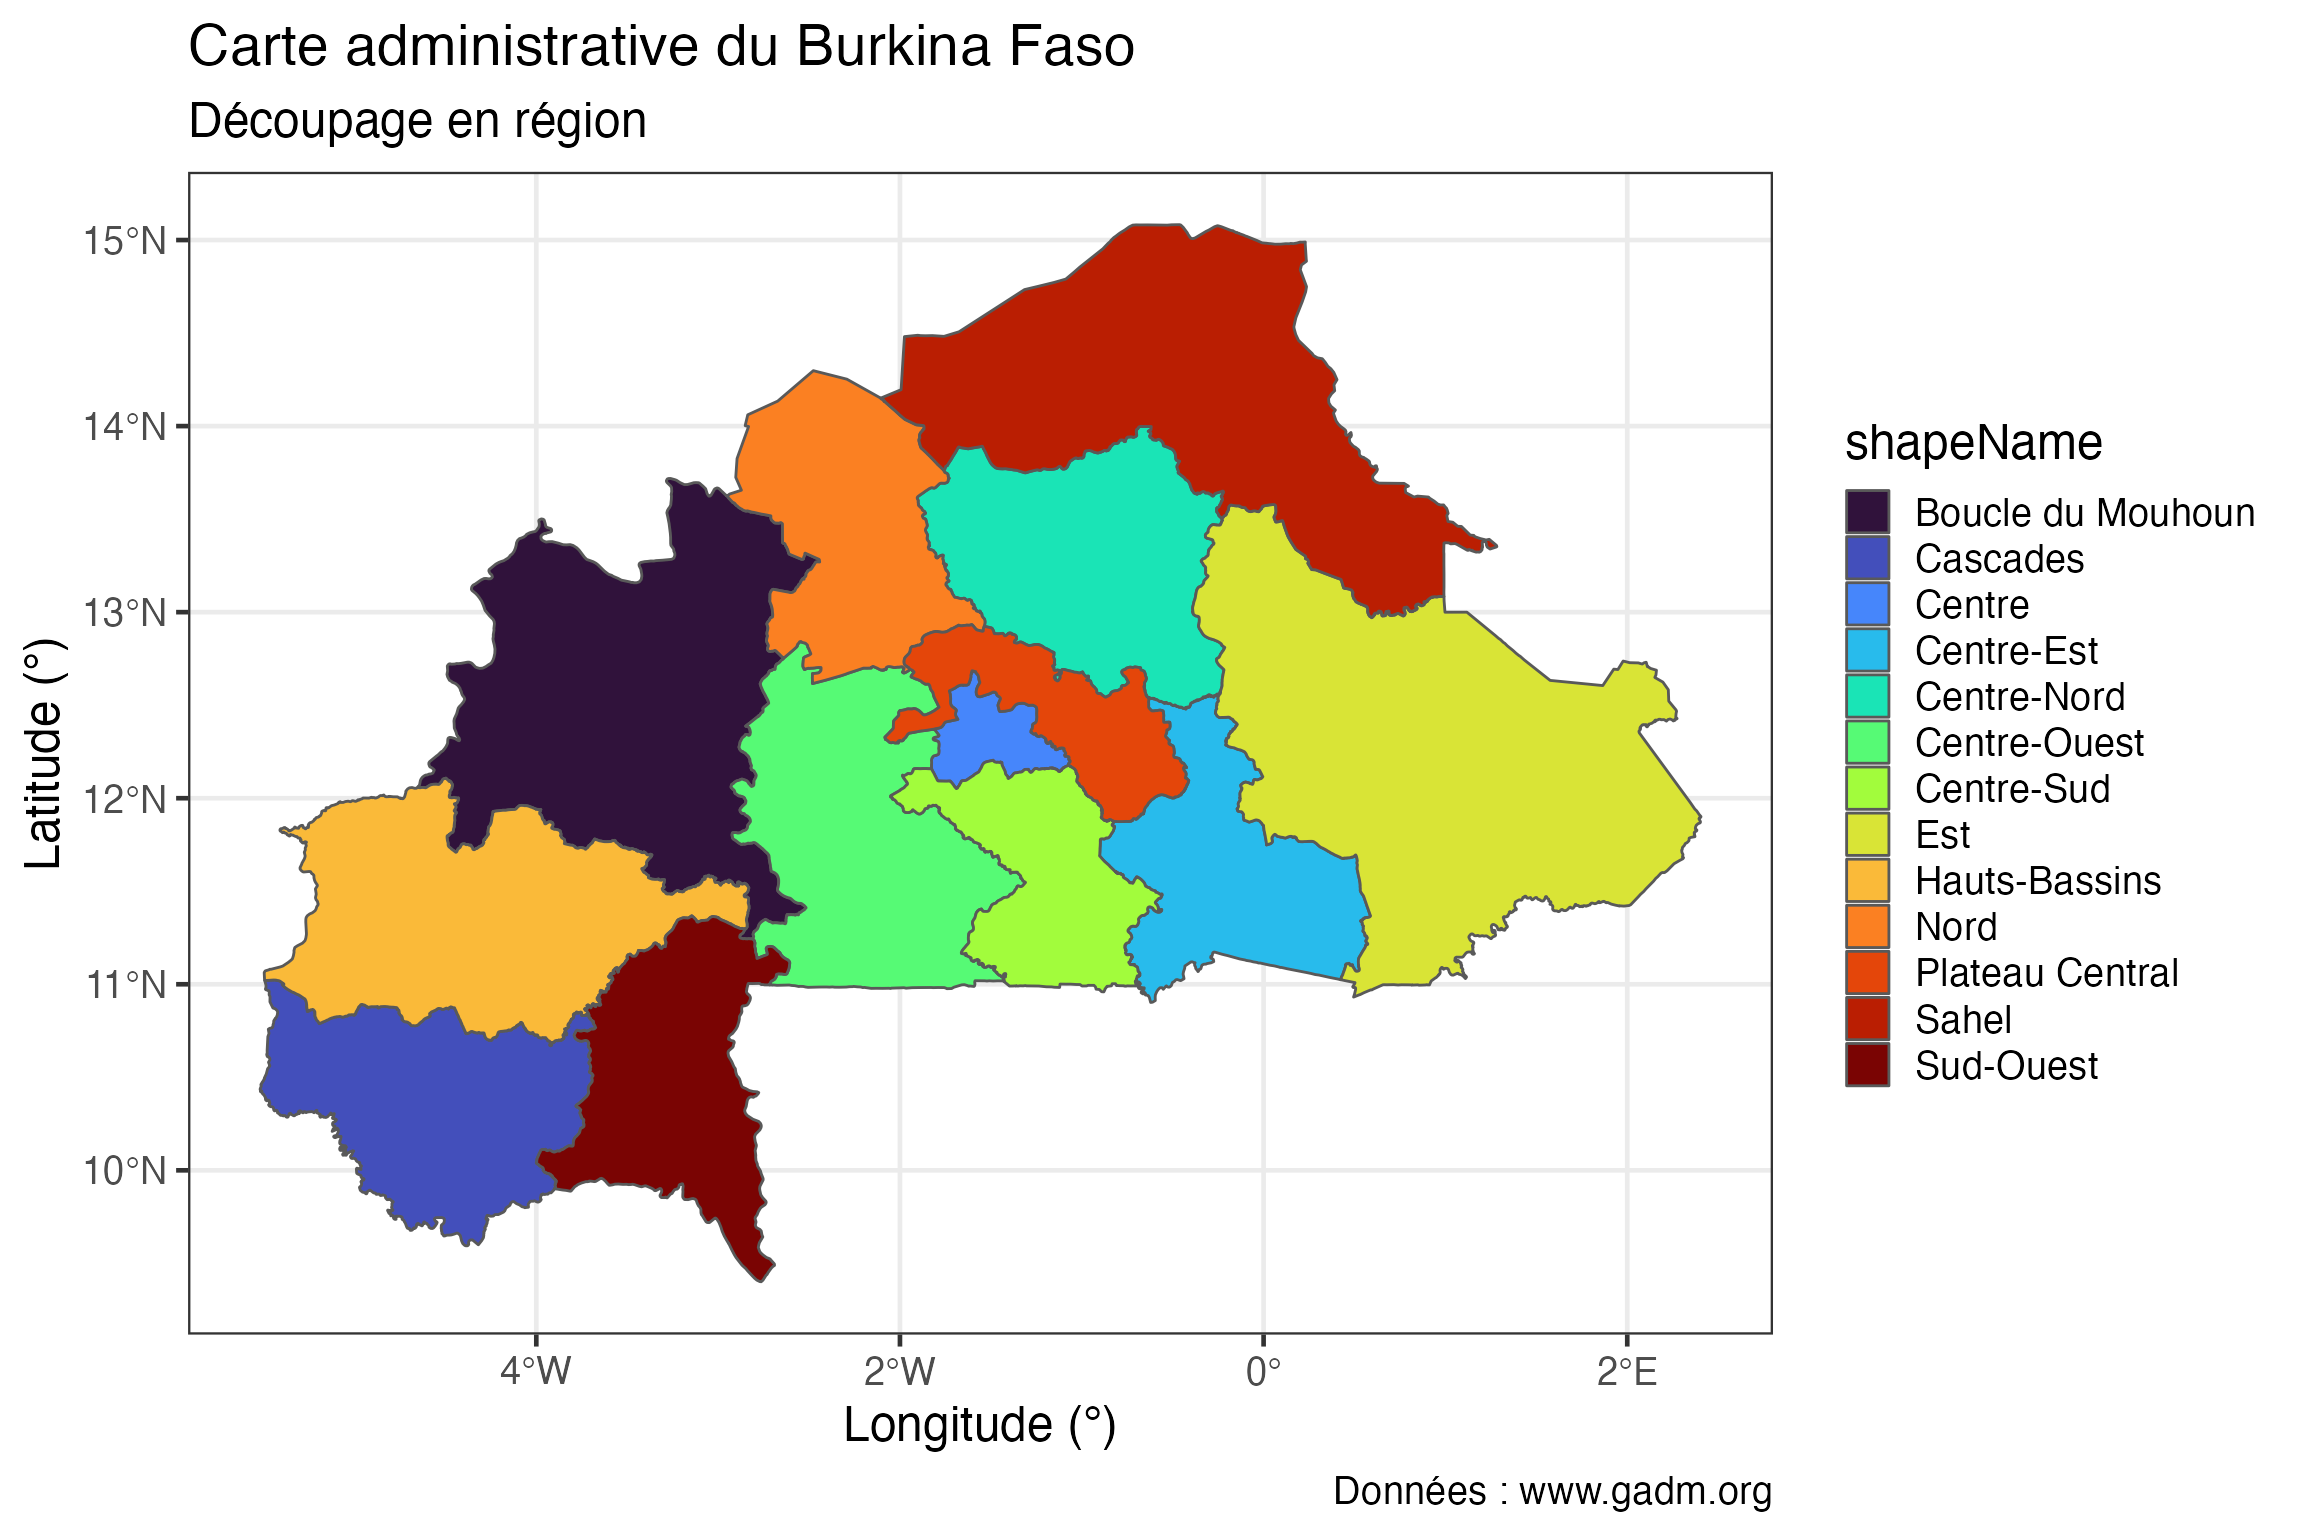 Carte administrative du Burkina Faso
Découpage en région
15°N
14°N
13°N
12°N
11°N
10°N
Latitude (°)
4°W
2°W
0°
2°E
Longitude (°)
shapeName
Boucle du Mouhoun
Cascades
Centre
Centre-Est
Centre-Nord
Centre-Ouest
Centre-Sud
Est
Hauts-Bassins
Nord
Plateau Central
Sahel
Sud-Ouest
Données : www.gadm.org